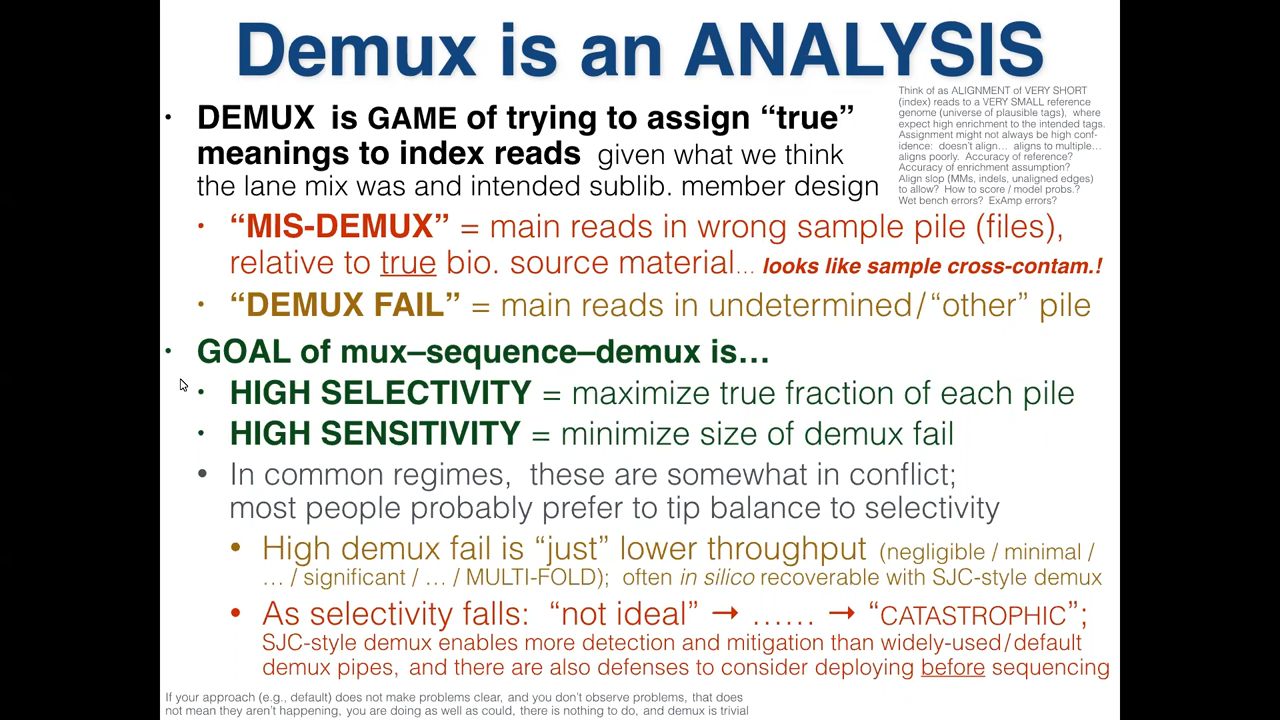 Demux is an ANALYSIS
• DEMUX is GAME of trying to assign “true”
meanings to index reads given what we think
the lane mix was and intended sublib. member design
Think of as ALIGNMENT of VERY SHORT
(index) reads to a VERY SMALL reference
genome (universe of plausible tags), where
expect high enrichment to the intended tags.
Assignment might not always be high conf-
idence: doesn’t align… aligns to multiple…
aligns poorly. Accuracy of reference?
Accuracy of enrichment assumption?
Align slop (MMs, indels, unaligned edges)
to allow? How to score / model probs.?
Wet bench errors? ExAmp errors?
• “MIS-DEMUX” = main reads in wrong sample pile (files),
relative to true bio. source material… looks like sample cross-contam.!
• “DEMUX FAIL” = main reads in undetermined/“other” pile
• GOAL of mux–sequence–demux is…
• HIGH SELECTIVITY = maximize true fraction of each pile
• HIGH SENSITIVITY = minimize size of demux fail
• In common regimes, these are somewhat in conflict;
most people probably prefer to tip balance to selectivity
• High demux fail is “just” lower throughput (negligible / minimal /
… / significant / … / MULTI-FOLD); often in silico recoverable with SJC-style demux
• As selectivity falls: “not ideal” → …… → “CATASTROPHIC”;
SJC-style demux enables more detection and mitigation than widely-used/default
demux pipes, and there are also defenses to consider deploying before sequencing
If your approach (e.g., default) does not make problems clear, and you don’t observe problems, that does
not mean they aren’t happening, you are doing as well as could, there is nothing to do, and demux is trivial